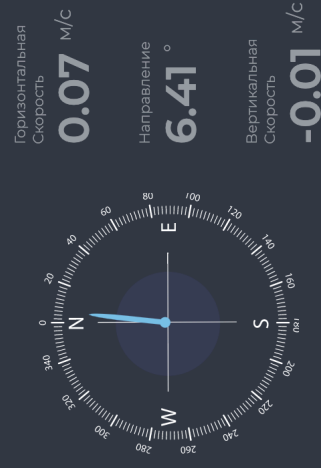 Горизонтальная
Скорость
0.07 м/с
Направление
6.41 °
Вертикальная
Скорость
-0.01 м/с
0
20
40
60
80
100
120
140
160
180
200
220
240
260
280
300
320
340
N
E
S
W